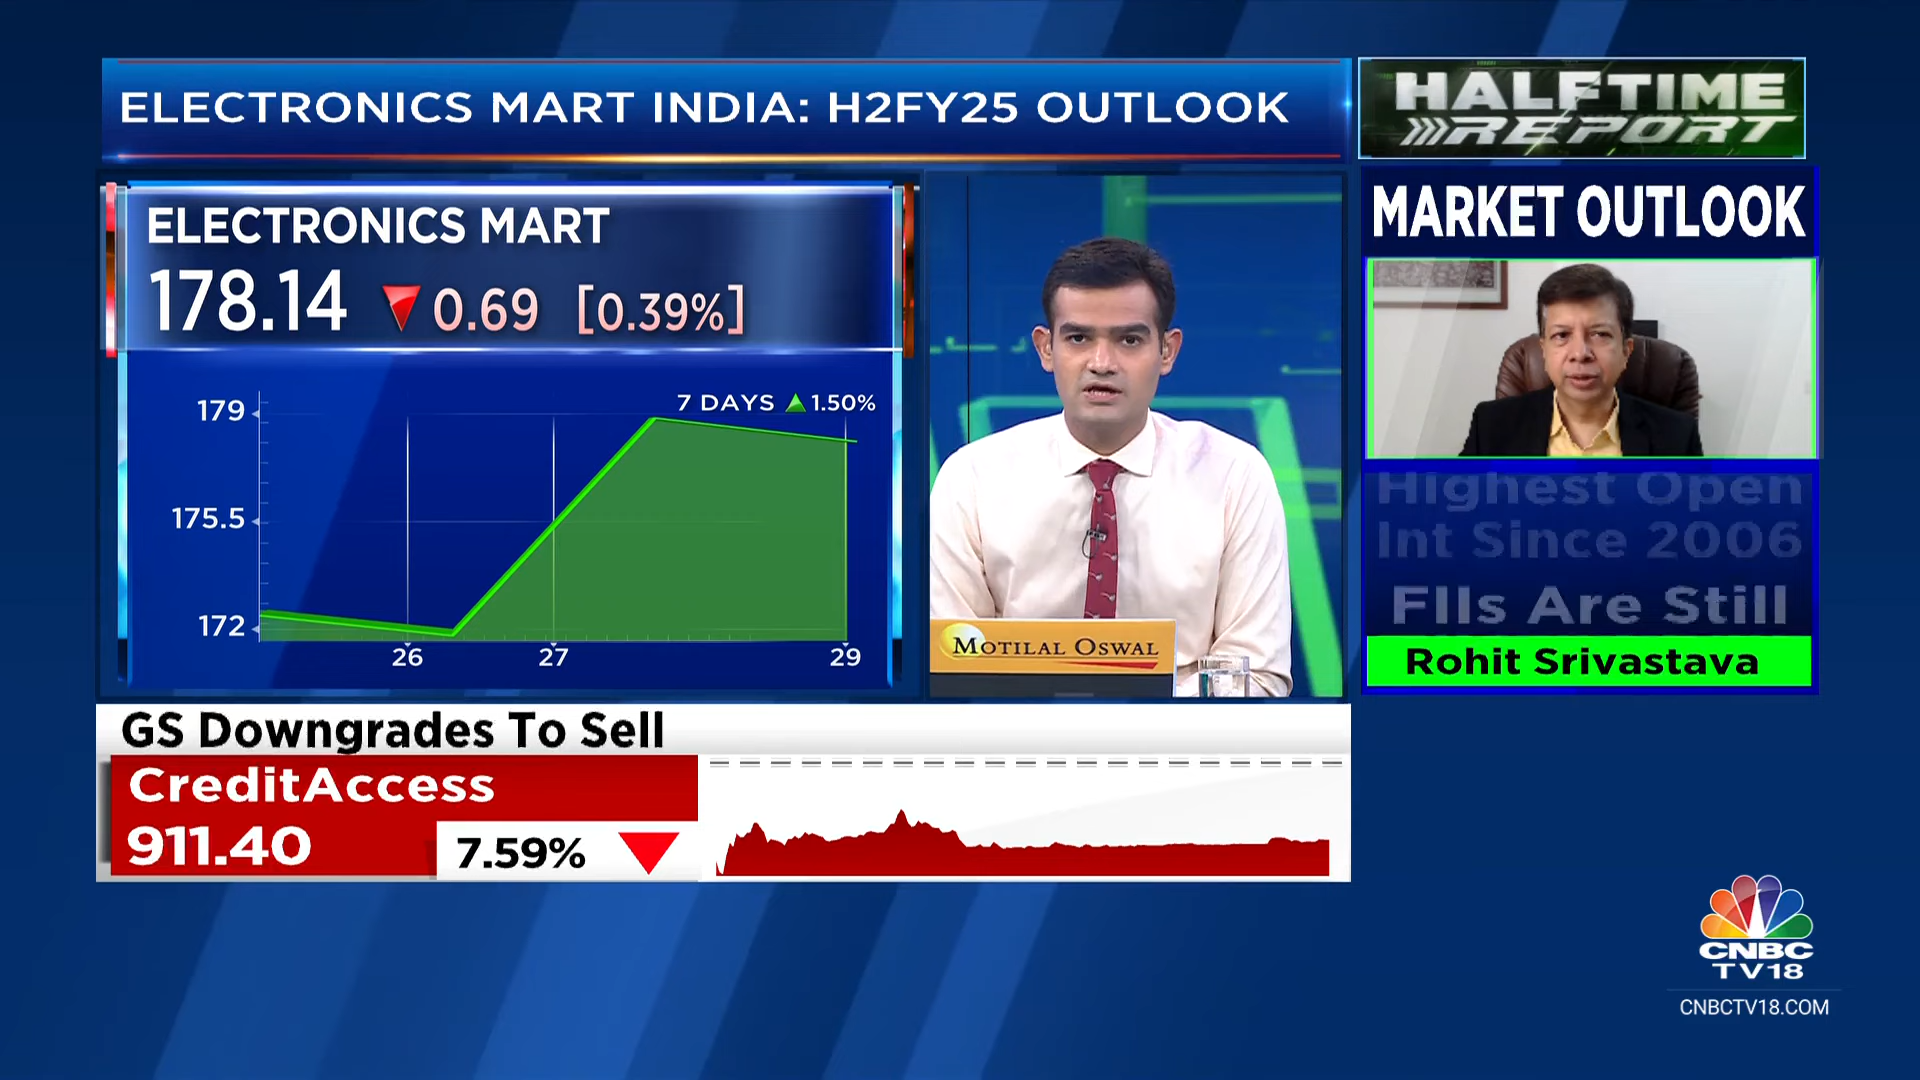 ELECTRONICS MART INDIA: H2FY25 OUTLOOK
HALFTIME
REPORT
ELECTRONICS MART
178.14 ▼ 0.69 [0.39%]
7 DAYS ▲ 1.50%
179
175.5
172
26 27 29
MOTILAL OSWAL
MARKET OUTLOOK
Highest Open
Int Since 2006
FIIs Are Still
Rohit Srivastava
GS Downgrades To Sell
CreditAccess
911.40
7.59% ▼
CNBC
TV18
CNBCTV18.COM